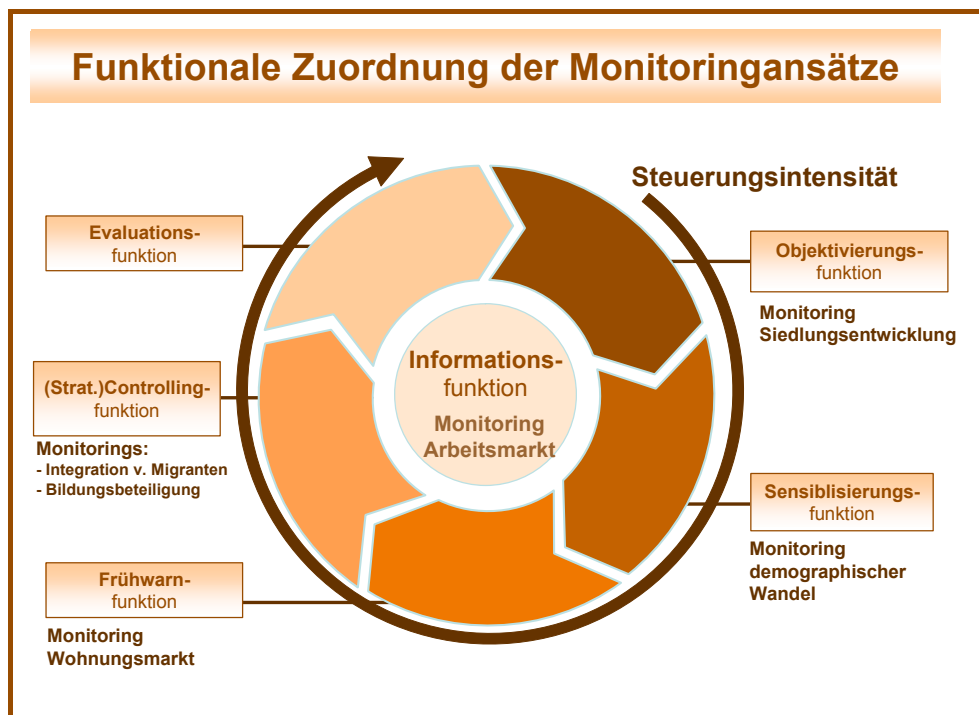 Funktionale Zuordnung der Monitoringansätze
Steuerungsintensität
Evaluations-
funktion
Objektivierungs-
funktion
Monitoring
Siedlungsentwicklung
Informations-
funktion
Monitoring
Arbeitsmarkt
(Strat.)Controlling-
funktion
Monitorings:
- Integration v. Migranten
- Bildungsbeteiligung
Sensiblisierungs-
funktion
Monitoring
demographischer
Wandel
Frühwarn-
funktion
Monitoring
Wohnungsmarkt